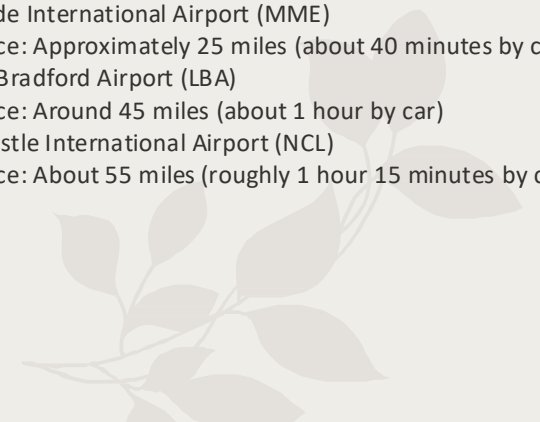 de International Airport (MME)
ce: Approximately 25 miles (about 40 minutes by c
Bradford Airport (LBA)
ce: Around 45 miles (about 1 hour by car)
stle International Airport (NCL)
ce: About 55 miles (roughly 1 hour 15 minutes by c